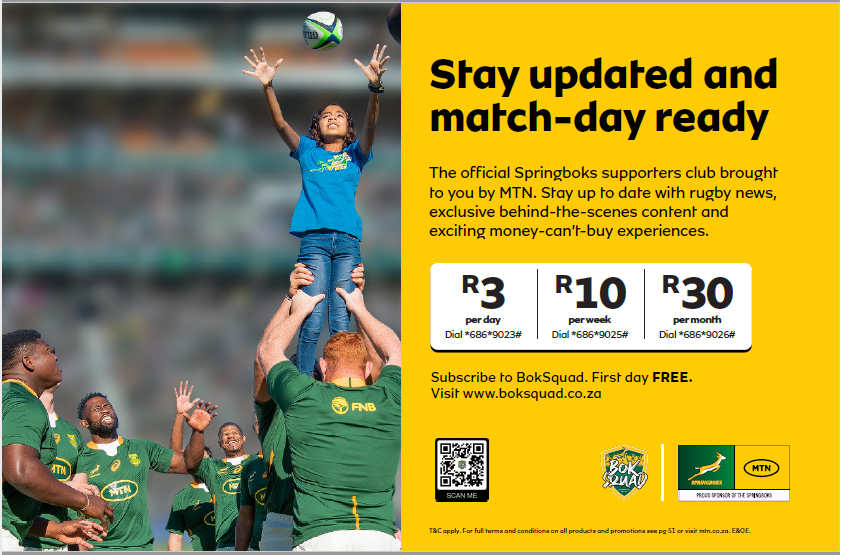 Stay updated and
match-day ready
The official Springboks supporters club brought
to you by MTN. Stay up to date with rugby news,
exclusive behind-the-scenes content and
exciting money-can't-buy experiences.
R3
per day
Dial *686*9023#
R10
per week
Dial *686*9025#
R30
per month
Dial *686*9026#
Subscribe to BokSquad. First day FREE.
Visit www.boksquad.co.za
SCAN ME
BOK
SQUAD
SPRINGBOKS
MTN
PROUD SPONSOR OF THE SPRINGBOKS
T&C apply. For full terms and conditions on all products and promotions see pg 51 or visit mtn.co.za. E&OE.
FNB
MTN
MTN
MTN